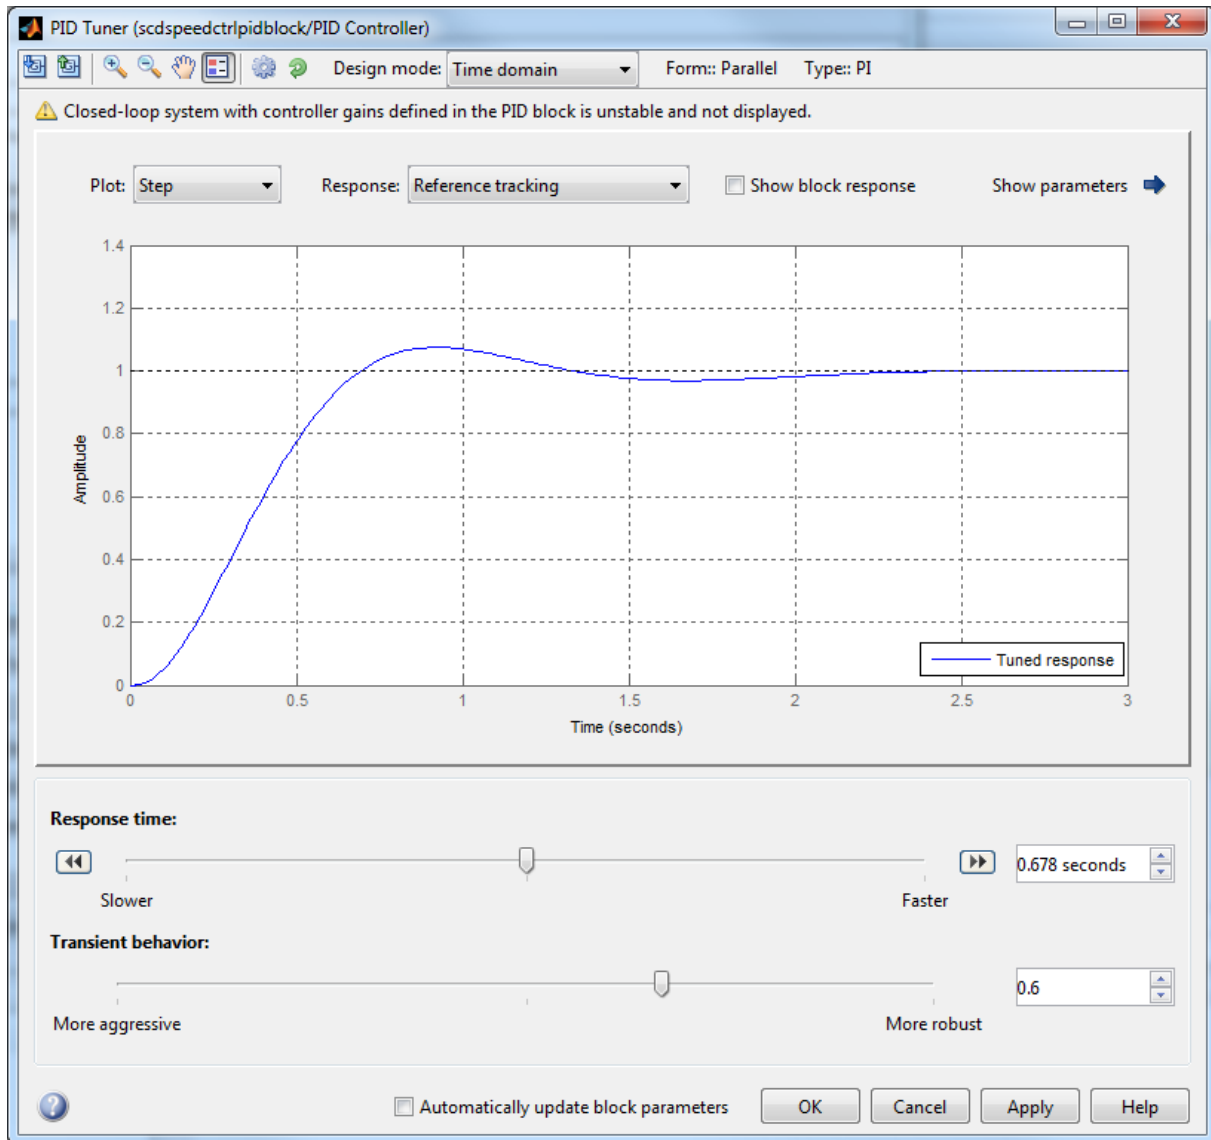 PID Tuner (scdspeedctrlpidblock/PID Controller)
Design mode: Time domain Form:: Parallel Type:: PI
Closed-loop system with controller gains defined in the PID block is unstable and not displayed.
Plot: Step Response: Reference tracking Show block response Show parameters
1.4
1.2
1
0.8
0.6
0.4
0.2
0
Amplitude
Tuned response
0 0.5 1 1.5 2 2.5 3
Time (seconds)
Response time:
0.678 seconds
Slower Faster
Transient behavior:
0.6
More aggressive More robust
? Automatically update block parameters OK Cancel Apply Help